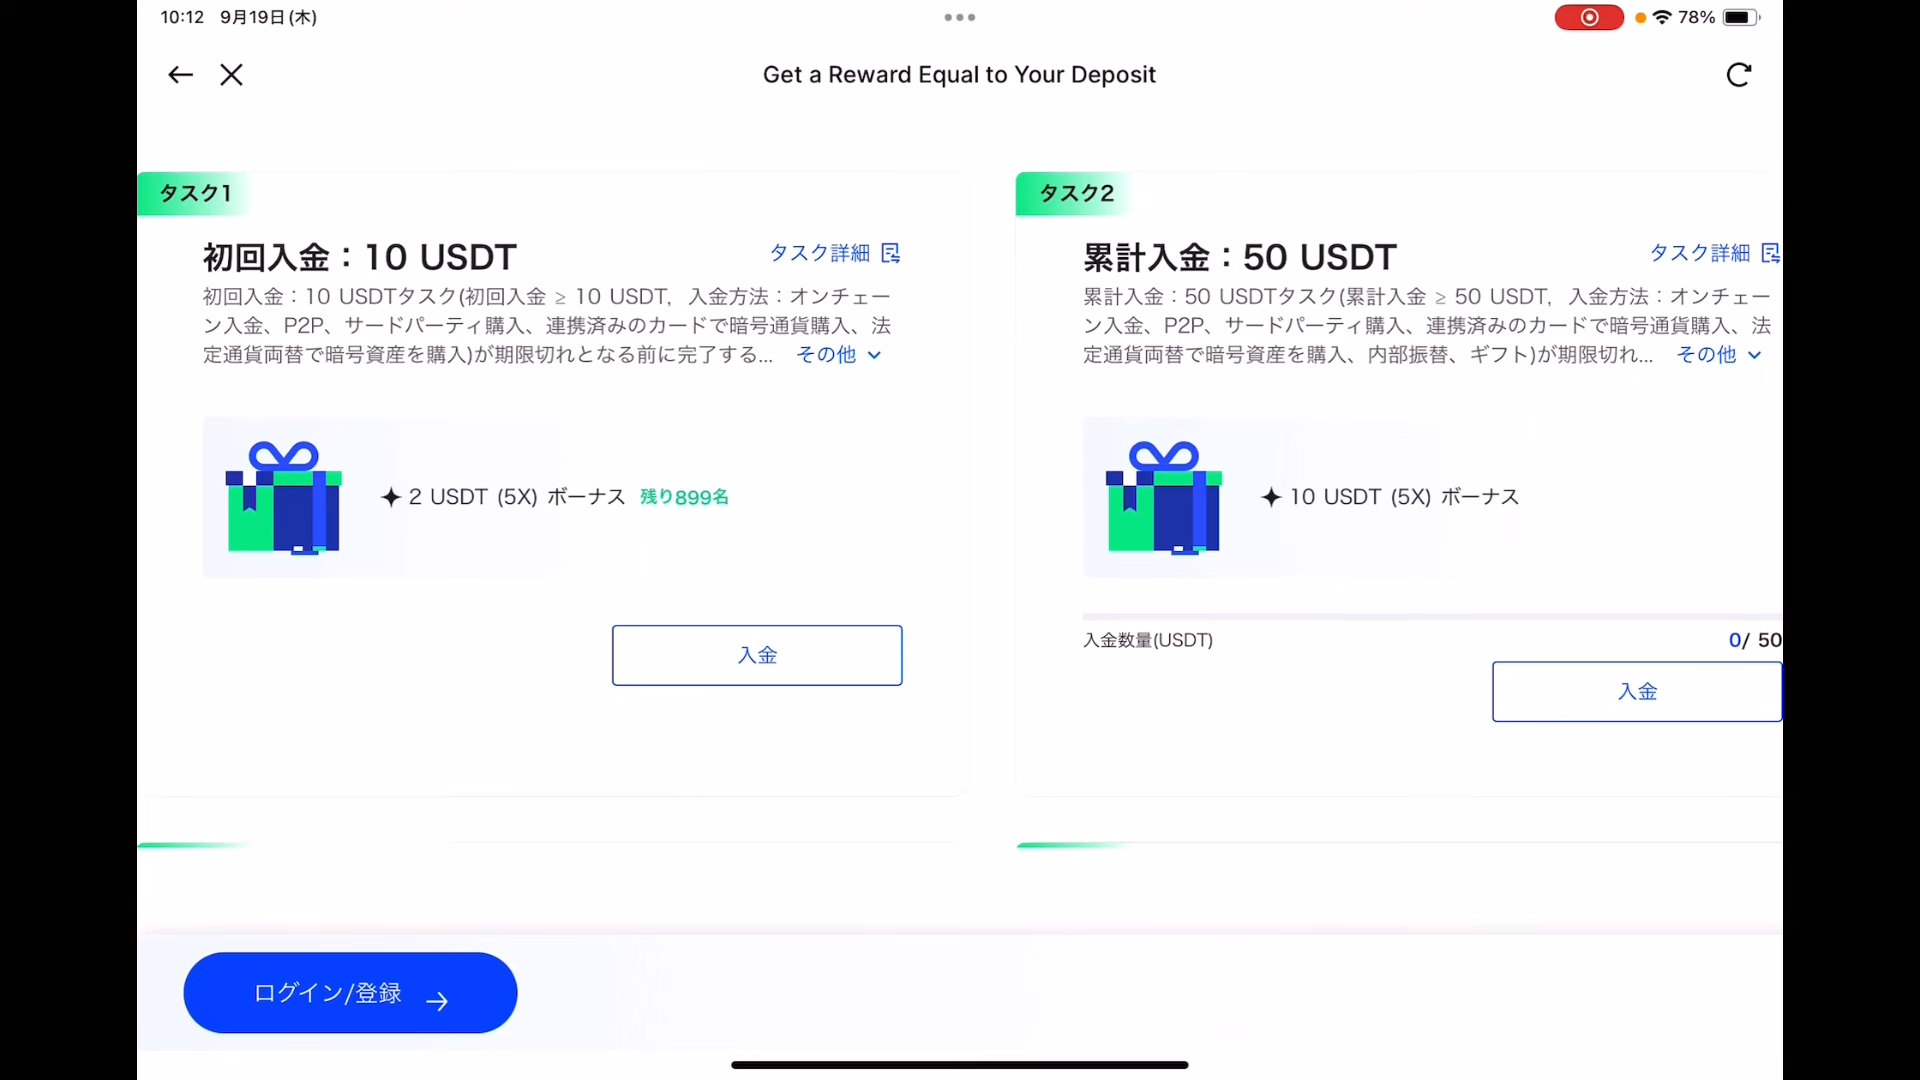 10:12 9月19日(木)
78%
Get a Reward Equal to Your Deposit
タスク1
初回入金：10 USDT
タスク詳細
初回入金：10 USDTタスク(初回入金 ≥ 10 USDT, 入金方法：オンチェー
ン入金、P2P、サードパーティ購入、連携済みのカードで暗号通貨購入、法
定通貨両替で暗号資産を購入)が期限切れとなる前に完了する... その他
2 USDT (5X) ボーナス 残り899名
入金
タスク2
累計入金：50 USDT
タスク詳細
累計入金：50 USDTタスク(累計入金 ≥ 50 USDT, 入金方法：オンチェー
ン入金、P2P、サードパーティ購入、連携済みのカードで暗号通貨購入、法
定通貨両替で暗号資産を購入、内部振替、ギフト)が期限切れ... その他
10 USDT (5X) ボーナス
入金数量(USDT) 0/ 50
入金
ログイン/登録